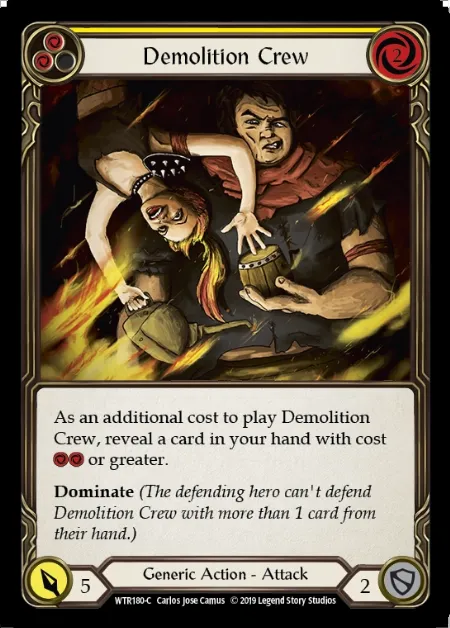 Demolition Crew
2
As an additional cost to play Demolition
Crew, reveal a card in your hand with cost
or greater.
Dominate (The defending hero can't defend
Demolition Crew with more than 1 card from
their hand.)
5
Generic Action - Attack
2
WTR180-C Carlos Jose Camus © 2019 Legend Story Studios